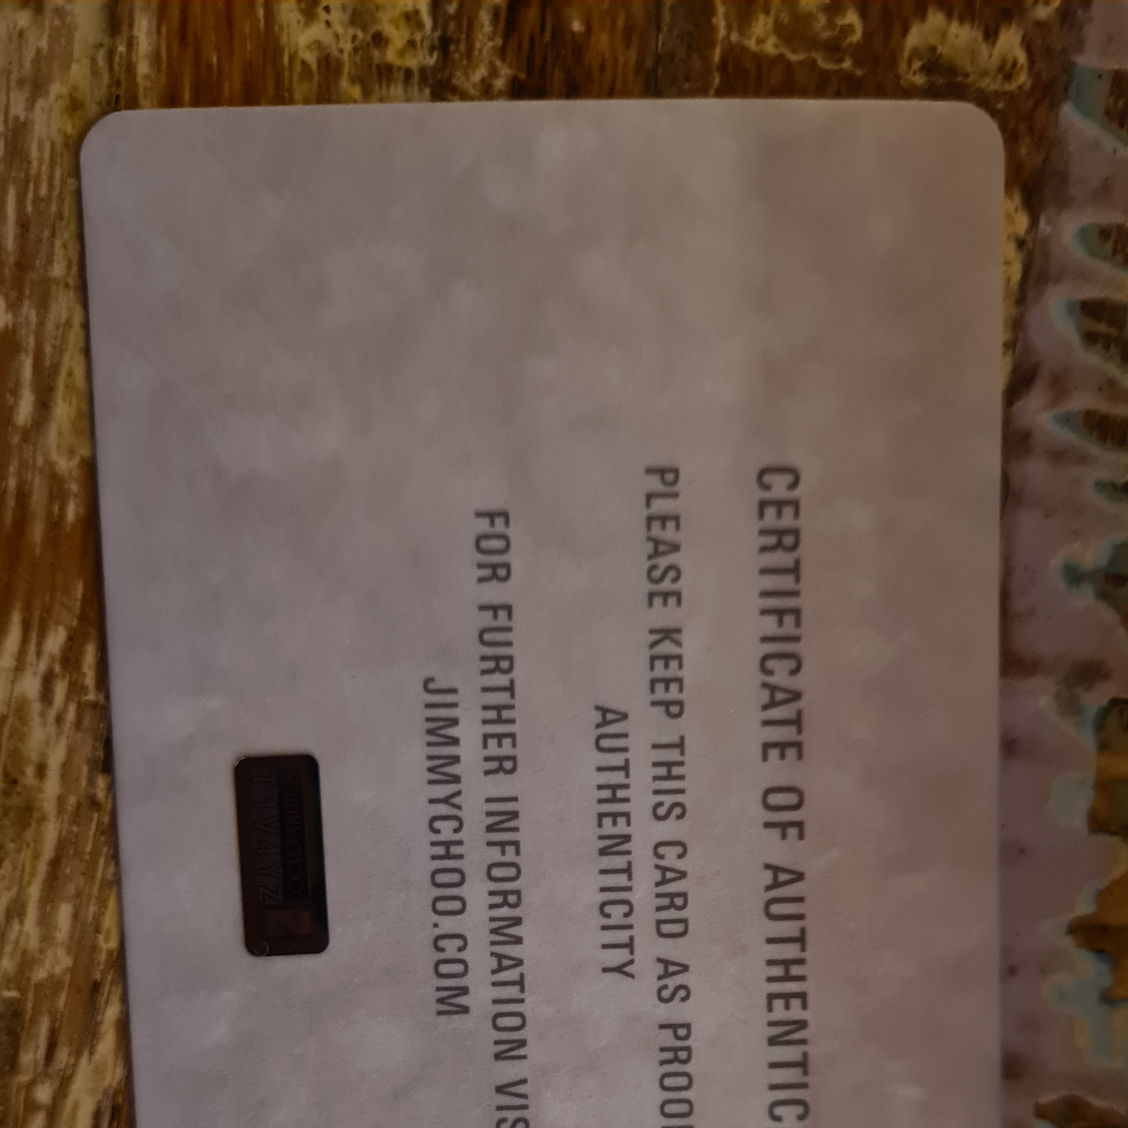 CERTIFICATE OF AUTHENTIC
PLEASE KEEP THIS CARD AS PROO
AUTHENTICITY
FOR FURTHER INFORMATION VIS
JIMMYCHOO.COM